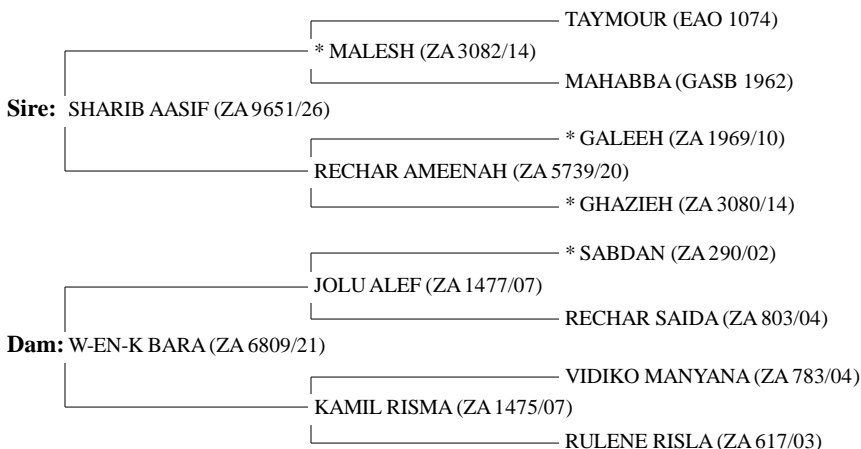 TAYMOUR (EAO 1074)
* MALESH (ZA 3082/14)
MAHABBA (GASB 1962)
Sire: SHARIB AASIF (ZA 9651/26)
* GALEEH (ZA 1969/10)
RECHAR AMEENAH (ZA 5739/20)
* GHAZIEH (ZA 3080/14)
* SABDAN (ZA 290/02)
JOLU ALEF (ZA 1477/07)
RECHAR SAIDA (ZA 803/04)
Dam: W-EN-K BARA (ZA 6809/21)
VIDIKO MANYANA (ZA 783/04)
KAMIL RISMA (ZA 1475/07)
RULENE RISLA (ZA 617/03)